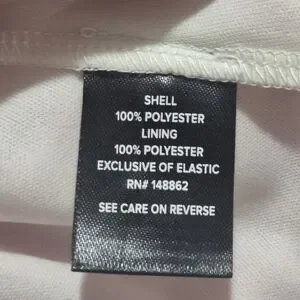 SHELL
100% POLYESTER
LINING
100% POLYESTER
EXCLUSIVE OF ELASTIC
RN# 148862
SEE CARE ON REVERSE